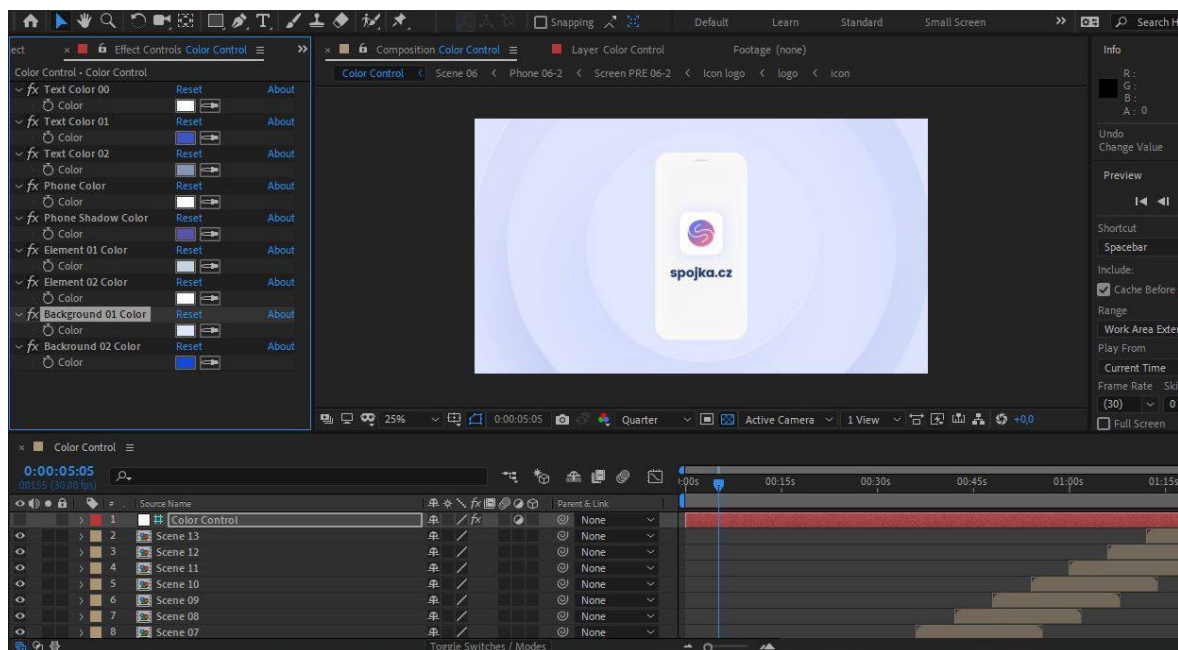 Snapping
Default Learn Standard Small Screen
Search H
ect
Effect Controls Color Control
Composition Color Control
Layer Color Control
Footage (none)
Info
Color Control • Color Control
Color Control Scene 06 Phone 06-2 Screen PRE 06-2 Icon logo logo icon
R:
G:
B:
A: 0
fx Text Color 00 Reset About
Color
fx Text Color 01 Reset About
Color
fx Text Color 02 Reset About
Color
fx Phone Color Reset About
Color
fx Phone Shadow Color Reset About
Color
fx Element 01 Color Reset About
Color
fx Element 02 Color Reset About
Color
fx Background 01 Color Reset About
Color
fx Backround 02 Color Reset About
Color
spojka.cz
Undo
Change Value
Preview
Shortcut
Spacebar
Include:
Cache Before
Range
Work Area Exter
Play From
Current Time
Frame Rate Ski
(30) 0
Full Screen
25% 0:00:05:05 Quarter Active Camera 1 View +0,0
Color Control
0:00:05:05
00155 (30.00 fps)
:00s 00:15s 00:30s 00:45s 01:00s 01:15s
# Source Name fx Parent & Link
1 [Color Control] fx None
2 Scene 13 None
3 Scene 12 None
4 Scene 11 None
5 Scene 10 None
6 Scene 09 None
7 Scene 08 None
8 Scene 07 None
Toggle Switches / Modes